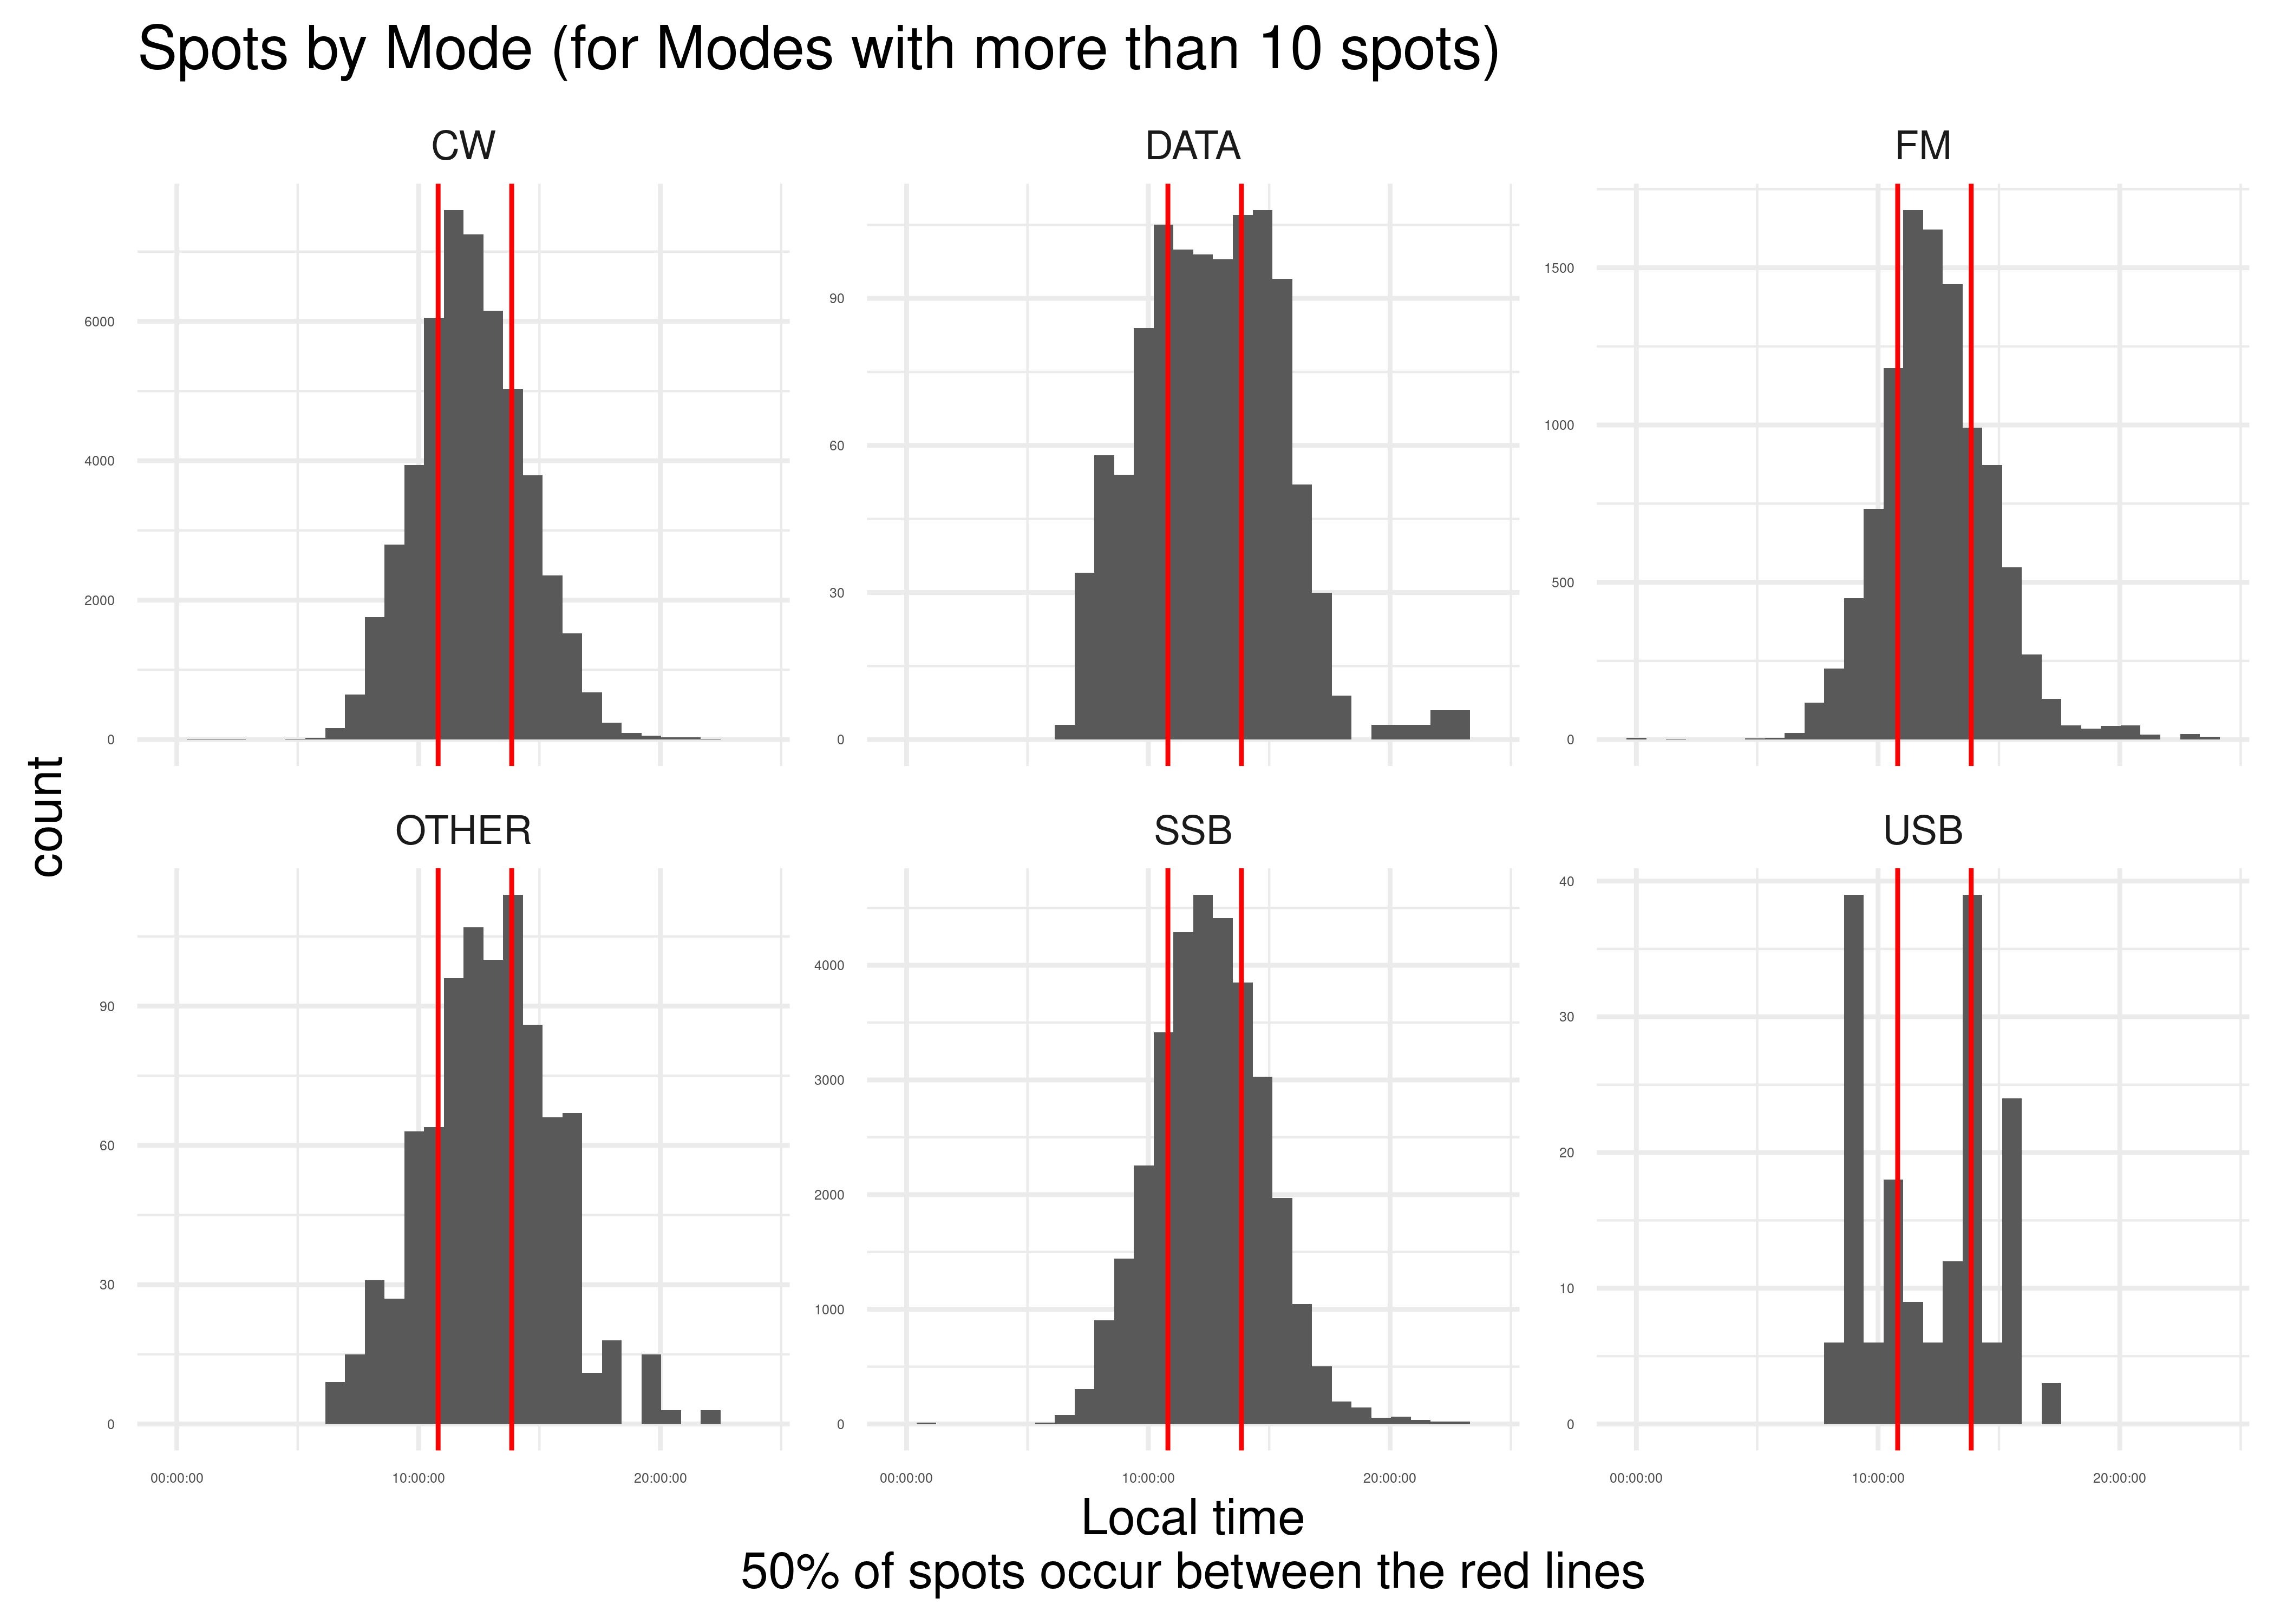 Spots by Mode (for Modes with more than 10 spots)
CW
DATA
FM
6000
4000
2000
0
90
60
30
0
1500
1000
500
0
count
OTHER
SSB
USB
90
60
30
0
4000
3000
2000
1000
0
40
30
20
10
0
00:00:00 10:00:00 20:00:00
00:00:00 10:00:00 20:00:00
00:00:00 10:00:00 20:00:00
Local time
50% of spots occur between the red lines